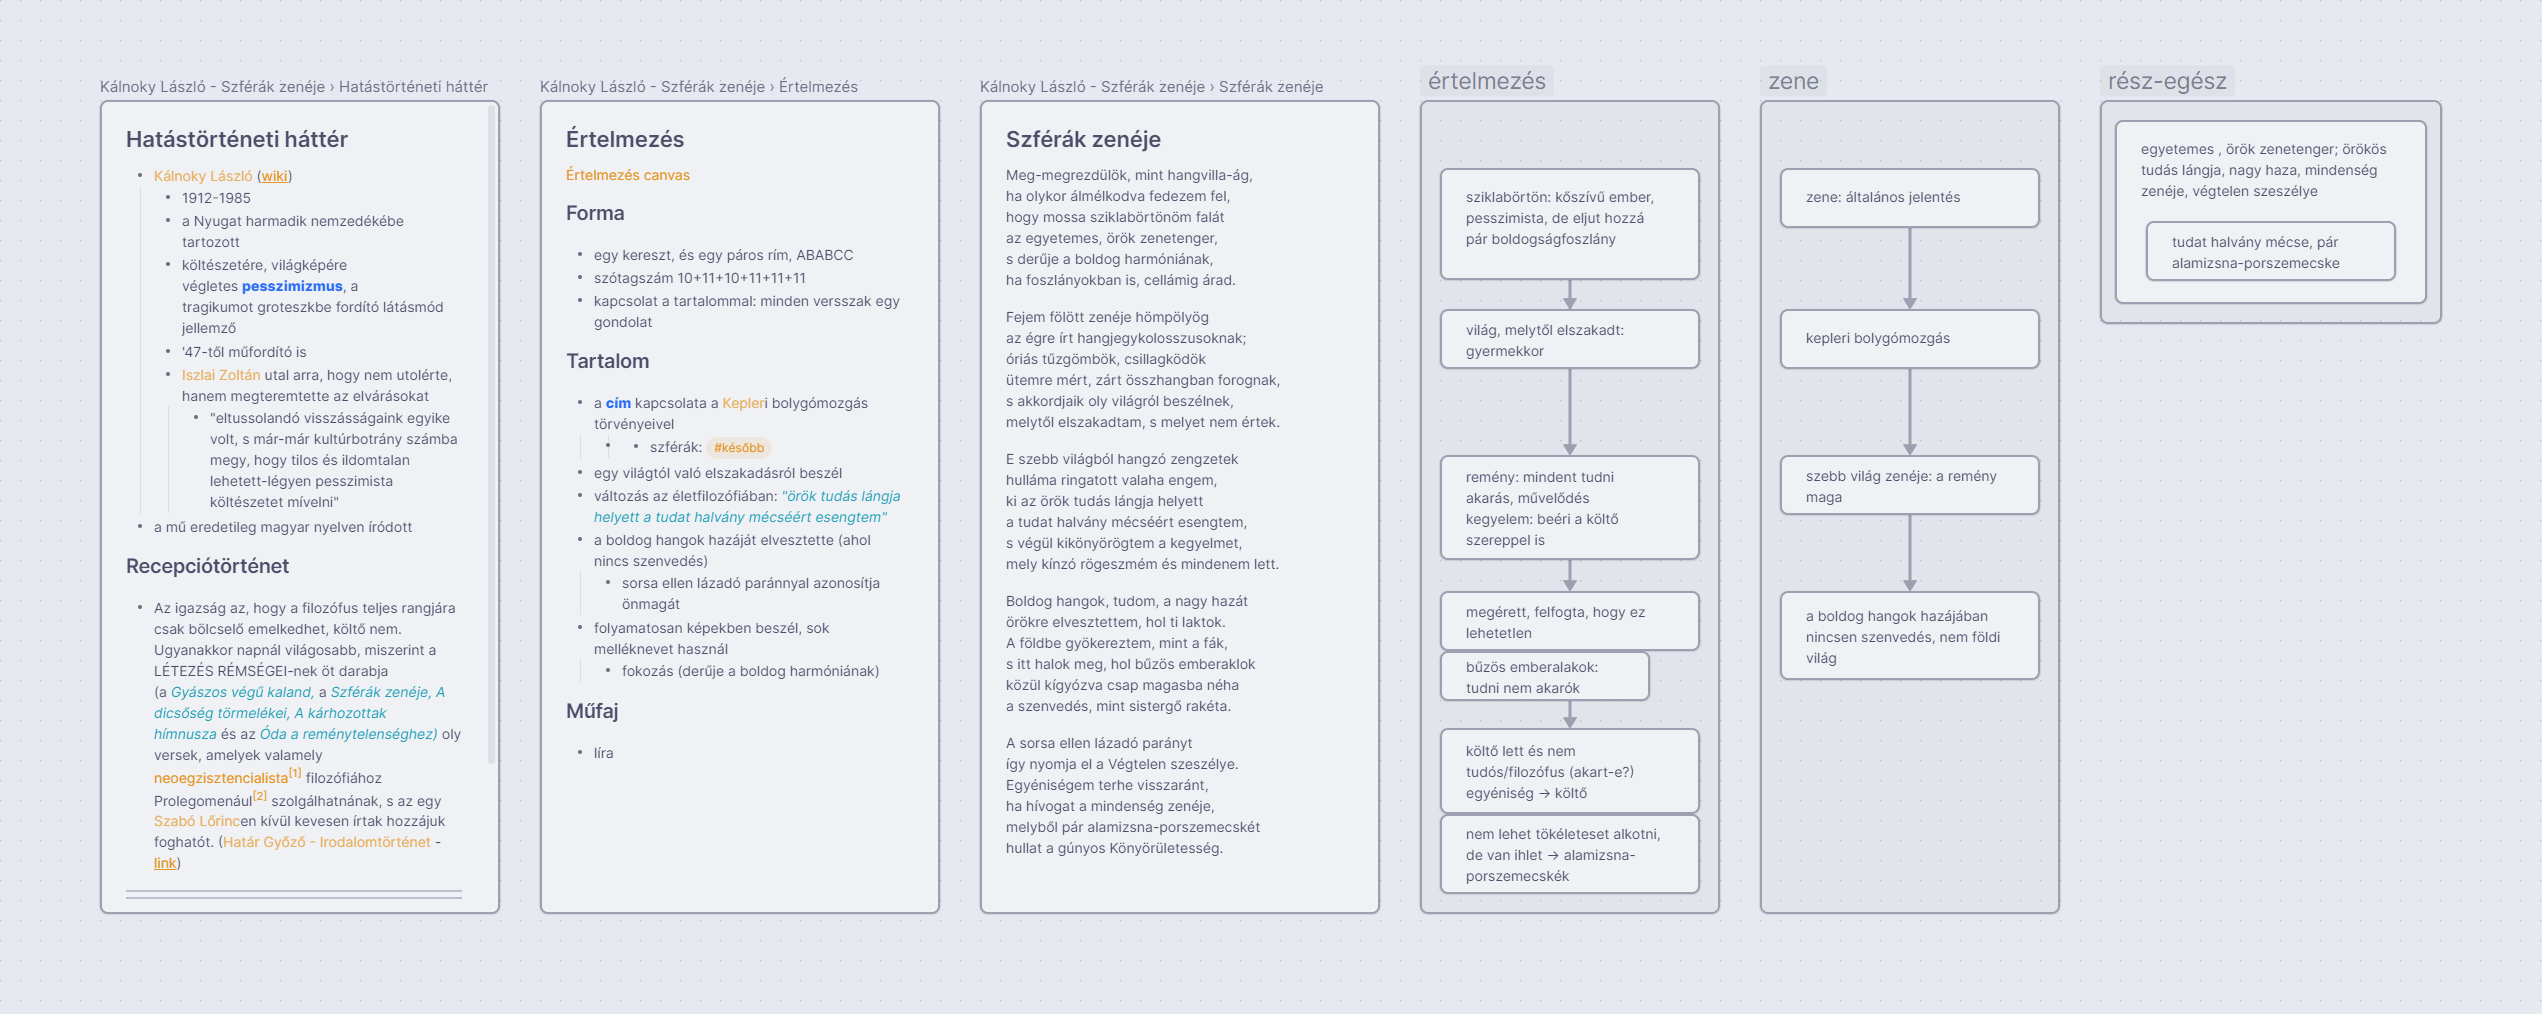 Kálnoky László - Szférák zenéje › Hatástörténeti háttér
Hatástörténeti háttér
Kálnoky László (wiki)
1912-1985
a Nyugat harmadik nemzedékébe
tartozott
költészetére, világképére
végletes pesszimizmus, a
tragikumot groteszkbe fordító látásmód
jellemző
'47-től műfordító is
Iszlai Zoltán utal arra, hogy nem utolérte,
hanem megteremtette az elvárásokat
"eltussolandó visszásságaink egyike
volt, s már-már kultúrbotrány számba
megy, hogy tilos és ildomtalan
lehetett-légyen pesszimista
költészetet mívelni"
a mű eredetileg magyar nyelven íródott
Recepciótörténet
Az igazság az, hogy a filozófus teljes rangjára
csak bölcselő emelkedhet, költő nem.
Ugyanakkor napnál világosabb, miszerint a
LÉTEZÉS RÉMSÉGEI-nek öt darabja
(a Gyászos végű kaland, a Szférák zenéje, A
dicsőség törmelékei, A kárhozottak
hímnusza és az Óda a reménytelenséghez) oly
versek, amelyek valamely
neoegzisztencialista[1] filozófiához
Prolegomenául[2] szolgálhatnának, s az egy
Szabó Lőrincen kívül kevesen írtak hozzájuk
foghatót. (Határ Győző - Irodalomtörténet -
link)
Kálnoky László - Szférák zenéje › Értelmezés
Értelmezés
Értelmezés canvas
Forma
egy kereszt, és egy páros rím, ABABCC
szótagszám 10+11+10+11+11+11
kapcsolat a tartalommal: minden versszak egy
gondolat
Tartalom
a cím kapcsolata a Kepleri bolygómozgás
törvényeivel
szférák: #később
egy világtól való elszakadásról beszél
változás az életfilozófiában: "örök tudás lángja
helyett a tudat halvány mécséért esengtem"
a boldog hangok hazáját elvesztette (ahol
nincs szenvedés)
sorsa ellen lázadó paránnyal azonosítja
önmagát
folyamatosan képekben beszél, sok
melléknevet használ
fokozás (derűje a boldog harmóniának)
Műfaj
líra
Kálnoky László - Szférák zenéje › Szférák zenéje
Szférák zenéje
Meg-megrezdülök, mint hangvilla-ág,
ha olykor álmélkodva fedezem fel,
hogy mossa sziklabörtönöm falát
az egyetemes, örök zenetenger,
s derűje a boldog harmóniának,
ha foszlányokban is, cellámig árad.
Fejem fölött zenéje hömpölyög
az égre írt hangjegykolosszusoknak;
óriás tűzgömbök, csillagködök
ütemre mért, zárt összhangban forognak,
s akkordjaik oly világról beszélnek,
melytől elszakadtam, s melyet nem értek.
E szebb világból hangzó zengzetek
hulláma ringatott valaha engem,
ki az örök tudás lángja helyett
a tudat halvány mécséért esengtem,
s végül kikönyörögtem a kegyelmet,
mely kínzó rögeszmém és mindenem lett.
Boldog hangok, tudom, a nagy hazát
örökre elvesztettem, hol ti laktok.
A földbe gyökereztem, mint a fák,
s itt halok meg, hol bűzös emberaklok
közül kígyózva csap magasba néha
a szenvedés, mint sistergő rakéta.
A sorsa ellen lázadó parányt
így nyomja el a Végtelen szeszélye.
Egyéniségem terhe visszaránt,
ha hívogat a mindenség zenéje,
melyből pár alamizsna-porszemecskét
hullat a gúnyos Könyörületesség.
értelmezés
sziklabörtön: kőszívű ember,
pesszimista, de eljut hozzá
pár boldogságfoszlány
világ, melytől elszakadt:
gyermekkor
remény: mindent tudni
akarás, művelődés
kegyelem: beéri a költő
szereppel is
megérett, felfogta, hogy ez
lehetetlen
bűzös emberalakok:
tudni nem akarók
költő lett és nem
tudós/filozófus (akart-e?)
egyéniség → költő
nem lehet tökéleteset alkotni,
de van ihlet → alamizsna-
porszemecskék
zene
zene: általános jelentés
kepleri bolygómozgás
szebb világ zenéje: a remény
maga
a boldog hangok hazájában
nincsen szenvedés, nem földi
világ
rész-egész
egyetemes , örök zenetenger; örökös
tudás lángja, nagy haza, mindenség
zenéje, végtelen szeszélye
tudat halvány mécse, pár
alamizsna-porszemecske